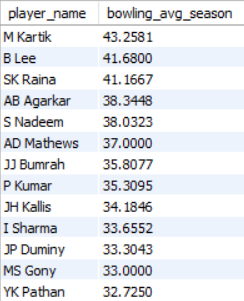 player_name bowling_avg_season
M Kartik 43.2581
B Lee 41.6800
SK Raina 41.1667
AB Agarkar 38.3448
S Nadeem 38.0323
AD Mathews 37.0000
JJ Bumrah 35.8077
P Kumar 35.3095
JH Kallis 34.1846
I Sharma 33.6552
JP Duminy 33.3043
MS Gony 33.0000
YK Pathan 32.7250